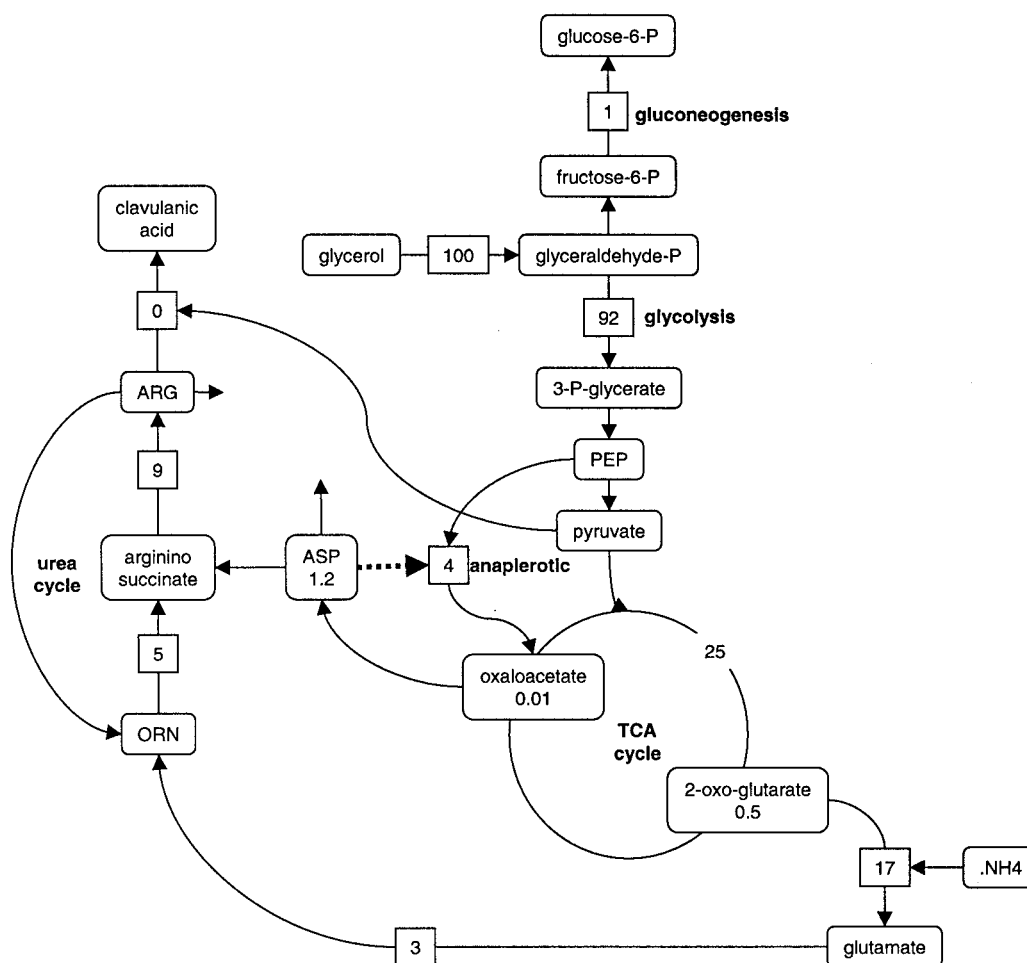 glucose-6-P
1
gluconeogenesis
fructose-6-P
clavulanic
acid
glycerol
100
glyceraldehyde-P
0
92
glycolysis
ARG
3-P-glycerate
9
PEP
pyruvate
urea
cycle
arginino
succinate
ASP
1.2
4
anaplerotic
5
oxaloacetate
0.01
25
ORN
TCA
cycle
2-oxo-glutarate
0.5
17
.NH4
3
glutamate